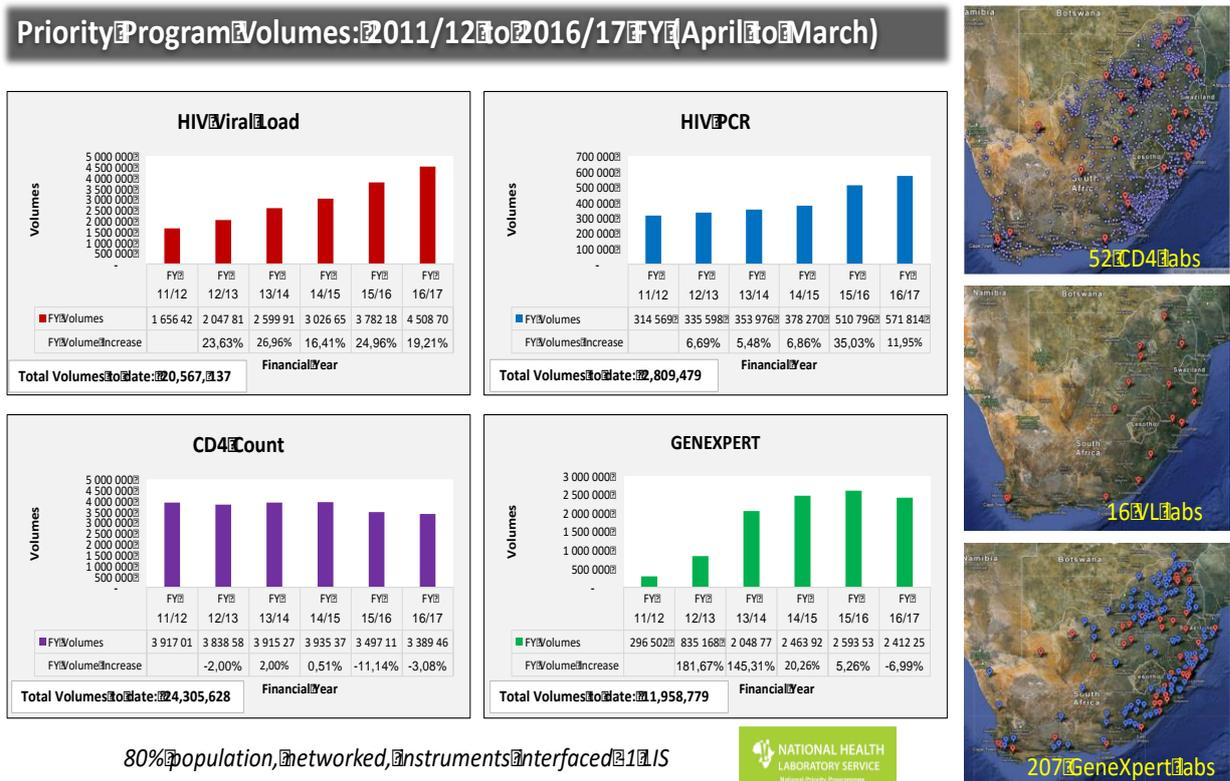 Priority Program Volumes: 2011/12 to 2016/17 FY (April to March)
HIV Viral Load
5 000 000
4 500 000
4 000 000
3 500 000
3 000 000
2 500 000
2 000 000
1 500 000
1 000 000
500 000
-
Volumes
FY 11/12 FY 12/13 FY 13/14 FY 14/15 FY 15/16 FY 16/17
FY Volumes 1 656 42 2 047 81 2 599 91 3 026 65 3 782 18 4 508 70
FY Volume Increase 23,63% 26,96% 16,41% 24,96% 19,21%
Financial Year
Total Volumes to date: 20,567,137
HIV PCR
700 000
600 000
500 000
400 000
300 000
200 000
100 000
-
Volumes
FY 11/12 FY 12/13 FY 13/14 FY 14/15 FY 15/16 FY 16/17
FY Volumes 314 569 335 598 353 976 378 270 510 796 571 814
FY Volume Increase 6,69% 5,48% 6,86% 35,03% 11,95%
Financial Year
Total Volumes to date: 2,809,479
CD4 Count
5 000 000
4 500 000
4 000 000
3 500 000
3 000 000
2 500 000
2 000 000
1 500 000
1 000 000
500 000
-
Volumes
FY 11/12 FY 12/13 FY 13/14 FY 14/15 FY 15/16 FY 16/17
FY Volumes 3 917 01 3 838 58 3 915 27 3 935 37 3 497 11 3 389 46
FY Volume Increase -2,00% 2,00% 0,51% -11,14% -3,08%
Financial Year
Total Volumes to date: 24,305,628
GENEXPERT
3 000 000
2 500 000
2 000 000
1 500 000
1 000 000
500 000
-
Volumes
FY 11/12 FY 12/13 FY 13/14 FY 14/15 FY 15/16 FY 16/17
FY Volumes 296 502 835 168 2 048 77 2 463 92 2 593 53 2 412 25
FY Volume Increase 181,67% 145,31% 20,26% 5,26% -6,99%
Financial Year
Total Volumes to date: 11,958,779
80% population, networked, instruments interfaced 1 LIS
NATIONAL HEALTH
LABORATORY SERVICE
National Priority Programmes
Namibia
Botswana
Swaziland
Lesotho
South Africa
Cape Town
52 CD4 labs
Namibia
Botswana
Swaziland
Lesotho
South Africa
Cape Town
16 VL labs
Namibia
Botswana
South Africa
Cape Town
207 GeneXpert labs